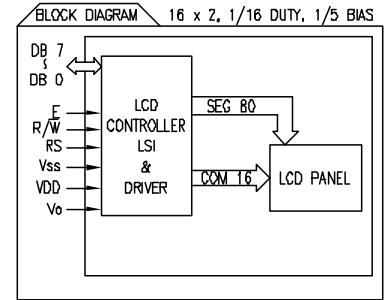 BLOCK DIAGRAM 16 x 2, 1/16 DUTY, 1/5 BIAS
DB 7
∫
DB 0
E
R/W̅
RS
Vss
VDD
Vo
LCD
CONTROLLER
LSI
&
DRIVER
SEG 80
COM 16
LCD PANEL